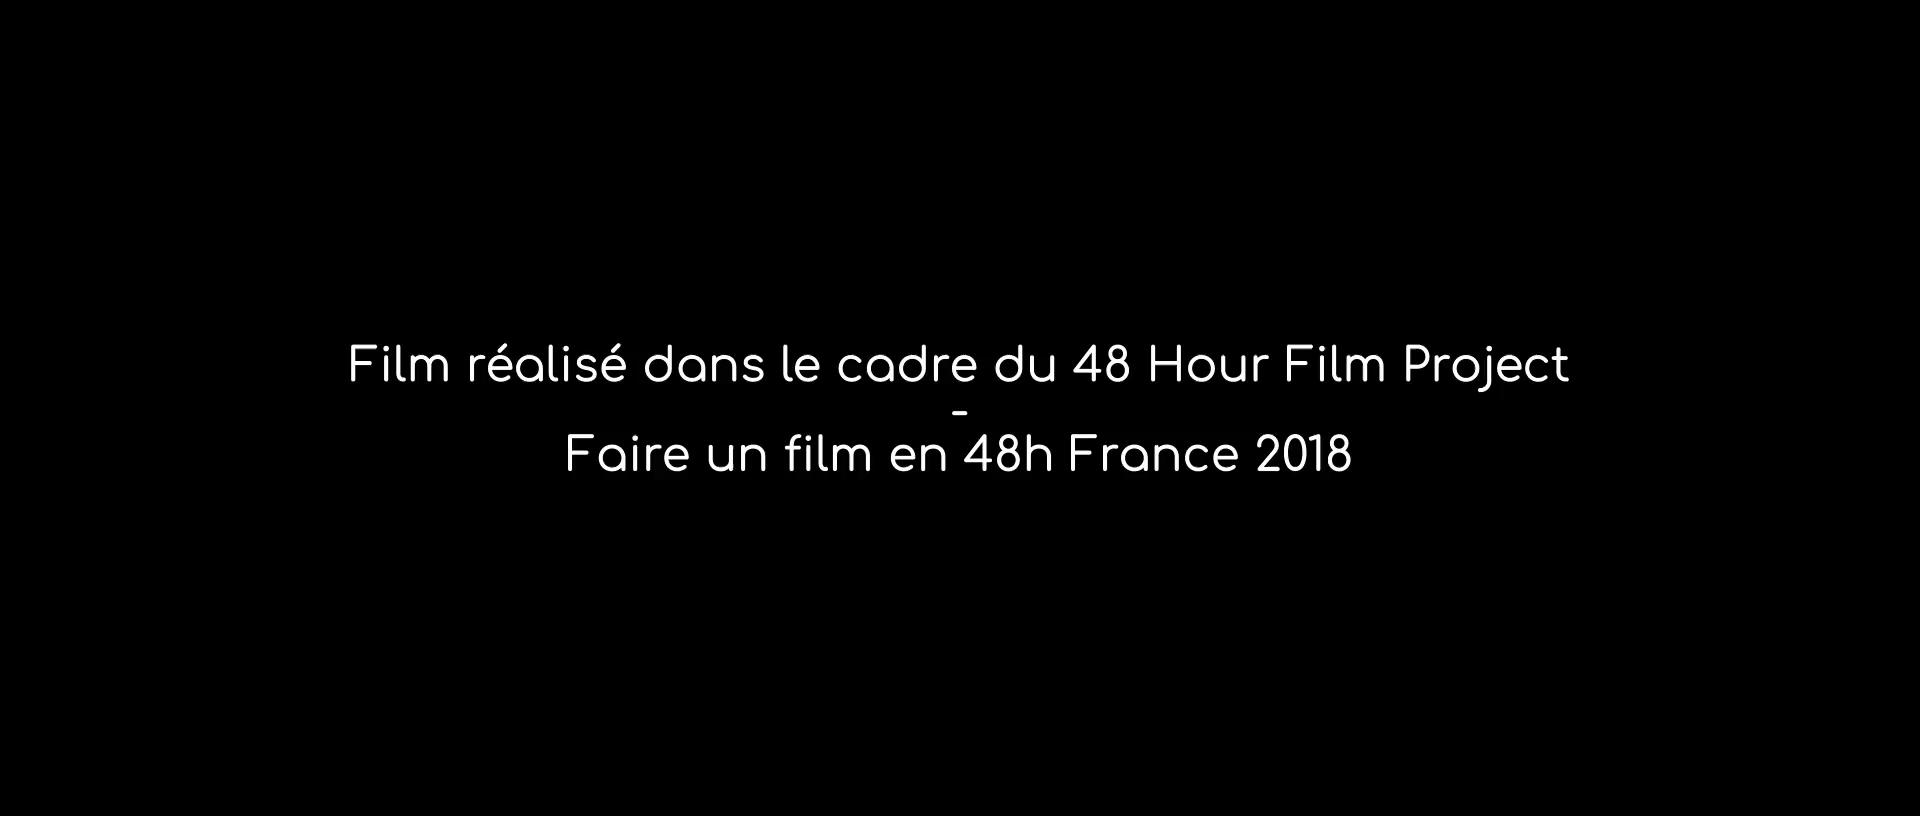 Film réalisé dans le cadre du 48 Hour Film Project
-
Faire un film en 48h France 2018